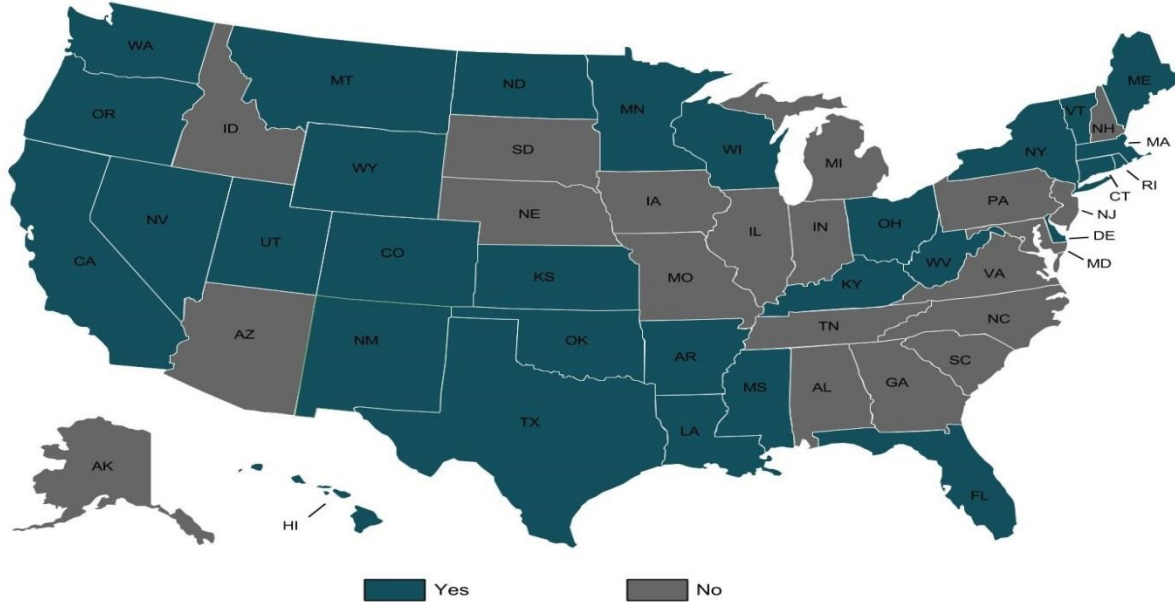 WA
MT
ND
MN
ME
VT
NH
OR
ID
SD
WI
MI
NY
MA
RI
CT
WY
NE
IA
PA
NJ
NV
UT
CO
KS
MO
IL
IN
OH
WV
DE
MD
VA
CA
KY
AZ
NM
OK
AR
TN
NC
SC
MS
AL
GA
TX
LA
FL
AK
HI
Yes
No